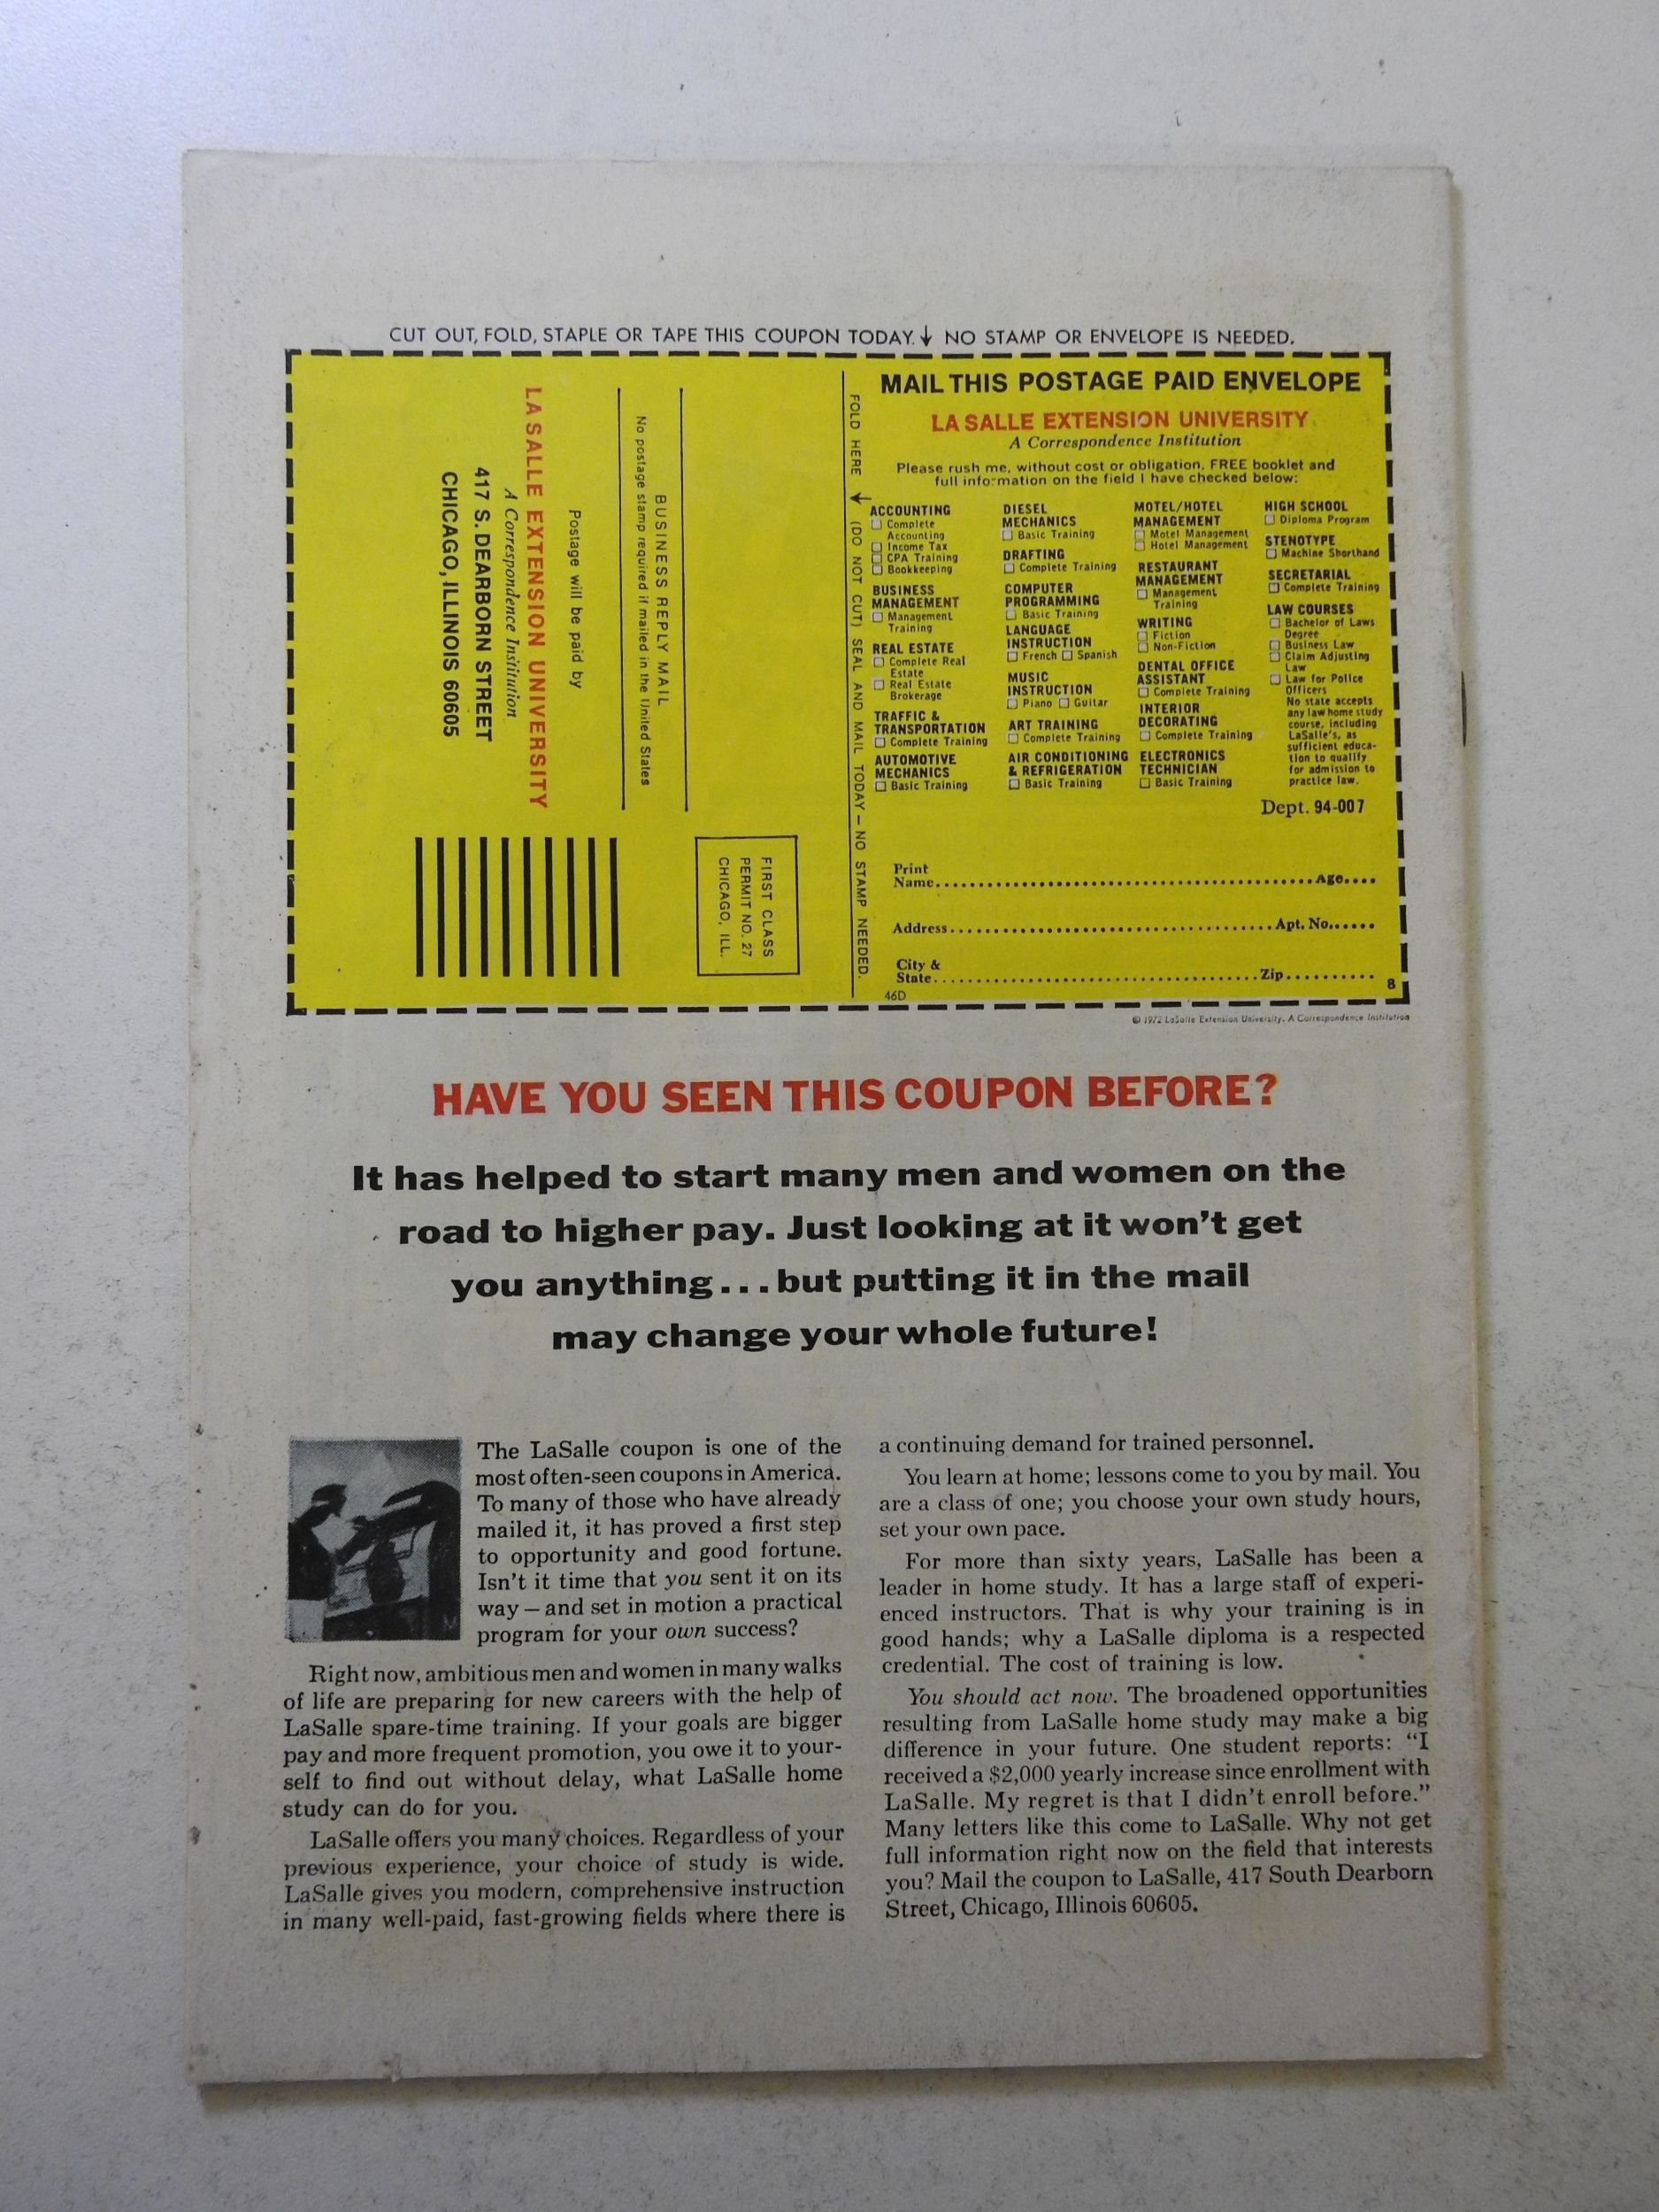 CUT OUT, FOLD, STAPLE OR TAPE THIS COUPON TODAY. ↓ NO STAMP OR ENVELOPE IS NEEDED.
BUSINESS REPLY MAIL
No postage stamp required if mailed in the United States
Postage will be paid by
LA SALLE EXTENSION UNIVERSITY
A Correspondence Institution
417 S. DEARBORN STREET
CHICAGO, ILLINOIS 60605
FIRST CLASS
PERMIT NO. 27
CHICAGO, ILL.
FOLD HERE ↓ (DO NOT CUT) SEAL AND MAIL TODAY — NO STAMP NEEDED.
MAIL THIS POSTAGE PAID ENVELOPE
LA SALLE EXTENSION UNIVERSITY
A Correspondence Institution
Please rush me, without cost or obligation, FREE booklet and
full information on the field I have checked below:
ACCOUNTING
☐ Complete
Accounting
☐ Income Tax
☐ CPA Training
☐ Bookkeeping
BUSINESS
MANAGEMENT
☐ Management
Training
REAL ESTATE
☐ Complete Real
Estate
☐ Real Estate
Brokerage
TRAFFIC &
TRANSPORTATION
☐ Complete Training
AUTOMOTIVE
MECHANICS
☐ Basic Training
DIESEL
MECHANICS
☐ Basic Training
DRAFTING
☐ Complete Training
COMPUTER
PROGRAMMING
☐ Basic Training
LANGUAGE
INSTRUCTION
☐ French ☐ Spanish
MUSIC
INSTRUCTION
☐ Piano ☐ Guitar
ART TRAINING
☐ Complete Training
AIR CONDITIONING
& REFRIGERATION
☐ Basic Training
MOTEL/HOTEL
MANAGEMENT
☐ Motel Management
☐ Hotel Management
RESTAURANT
MANAGEMENT
☐ Management
Training
WRITING
☐ Fiction
☐ Non-Fiction
DENTAL OFFICE
ASSISTANT
☐ Complete Training
INTERIOR
DECORATING
☐ Complete Training
ELECTRONICS
TECHNICIAN
☐ Basic Training
HIGH SCHOOL
☐ Diploma Program
STENOTYPE
☐ Machine Shorthand
SECRETARIAL
☐ Complete Training
LAW COURSES
☐ Bachelor of Laws
Degree
☐ Business Law
☐ Claim Adjusting
Law
☐ Law for Police
Officers
No state accepts
any law home study
course, including
LaSalle's, as
sufficient educa-
tion to qualify
for admission to
practice law.
Dept. 94-007
Print
Name.......... Age....
Address.......... Apt. No......
City &
State.......... Zip..........
46D
8
© 1972 LaSalle Extension University. A Correspondence Institution
HAVE YOU SEEN THIS COUPON BEFORE?
It has helped to start many men and women on the
road to higher pay. Just looking at it won't get
you anything...but putting it in the mail
may change your whole future!
The LaSalle coupon is one of the
most often-seen coupons in America.
To many of those who have already
mailed it, it has proved a first step
to opportunity and good fortune.
Isn't it time that you sent it on its
way — and set in motion a practical
program for your own success?
Right now, ambitious men and women in many walks
of life are preparing for new careers with the help of
LaSalle spare-time training. If your goals are bigger
pay and more frequent promotion, you owe it to your-
self to find out without delay, what LaSalle home
study can do for you.
LaSalle offers you many choices. Regardless of your
previous experience, your choice of study is wide.
LaSalle gives you modern, comprehensive instruction
in many well-paid, fast-growing fields where there is
a continuing demand for trained personnel.
You learn at home; lessons come to you by mail. You
are a class of one; you choose your own study hours,
set your own pace.
For more than sixty years, LaSalle has been a
leader in home study. It has a large staff of experi-
enced instructors. That is why your training is in
good hands; why a LaSalle diploma is a respected
credential. The cost of training is low.
You should act now. The broadened opportunities
resulting from LaSalle home study may make a big
difference in your future. One student reports: "I
received a $2,000 yearly increase since enrollment with
LaSalle. My regret is that I didn't enroll before."
Many letters like this come to LaSalle. Why not get
full information right now on the field that interests
you? Mail the coupon to LaSalle, 417 South Dearborn
Street, Chicago, Illinois 60605.